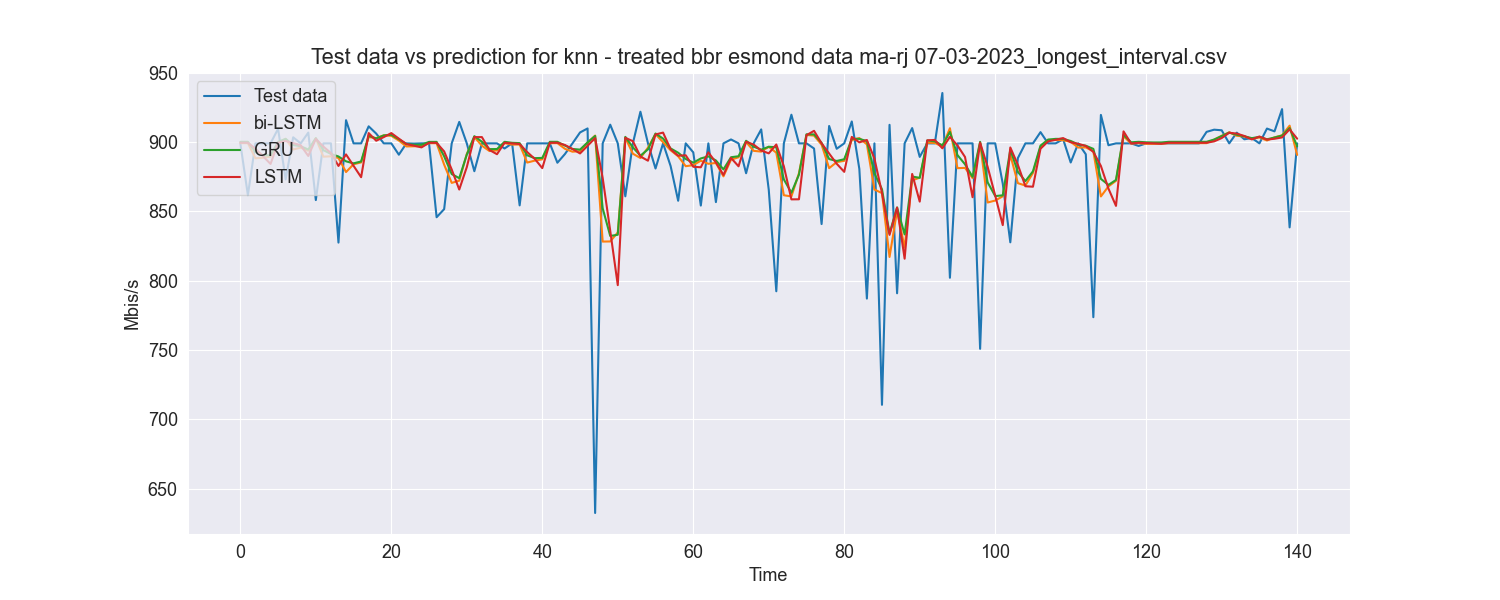 Test data vs prediction for knn - treated bbr esmond data ma-rj 07-03-2023_longest_interval.csv
950
900
850
800
750
700
650
Mbis/s
Test data
bi-LSTM
GRU
LSTM
0 20 40 60 80 100 120 140
Time